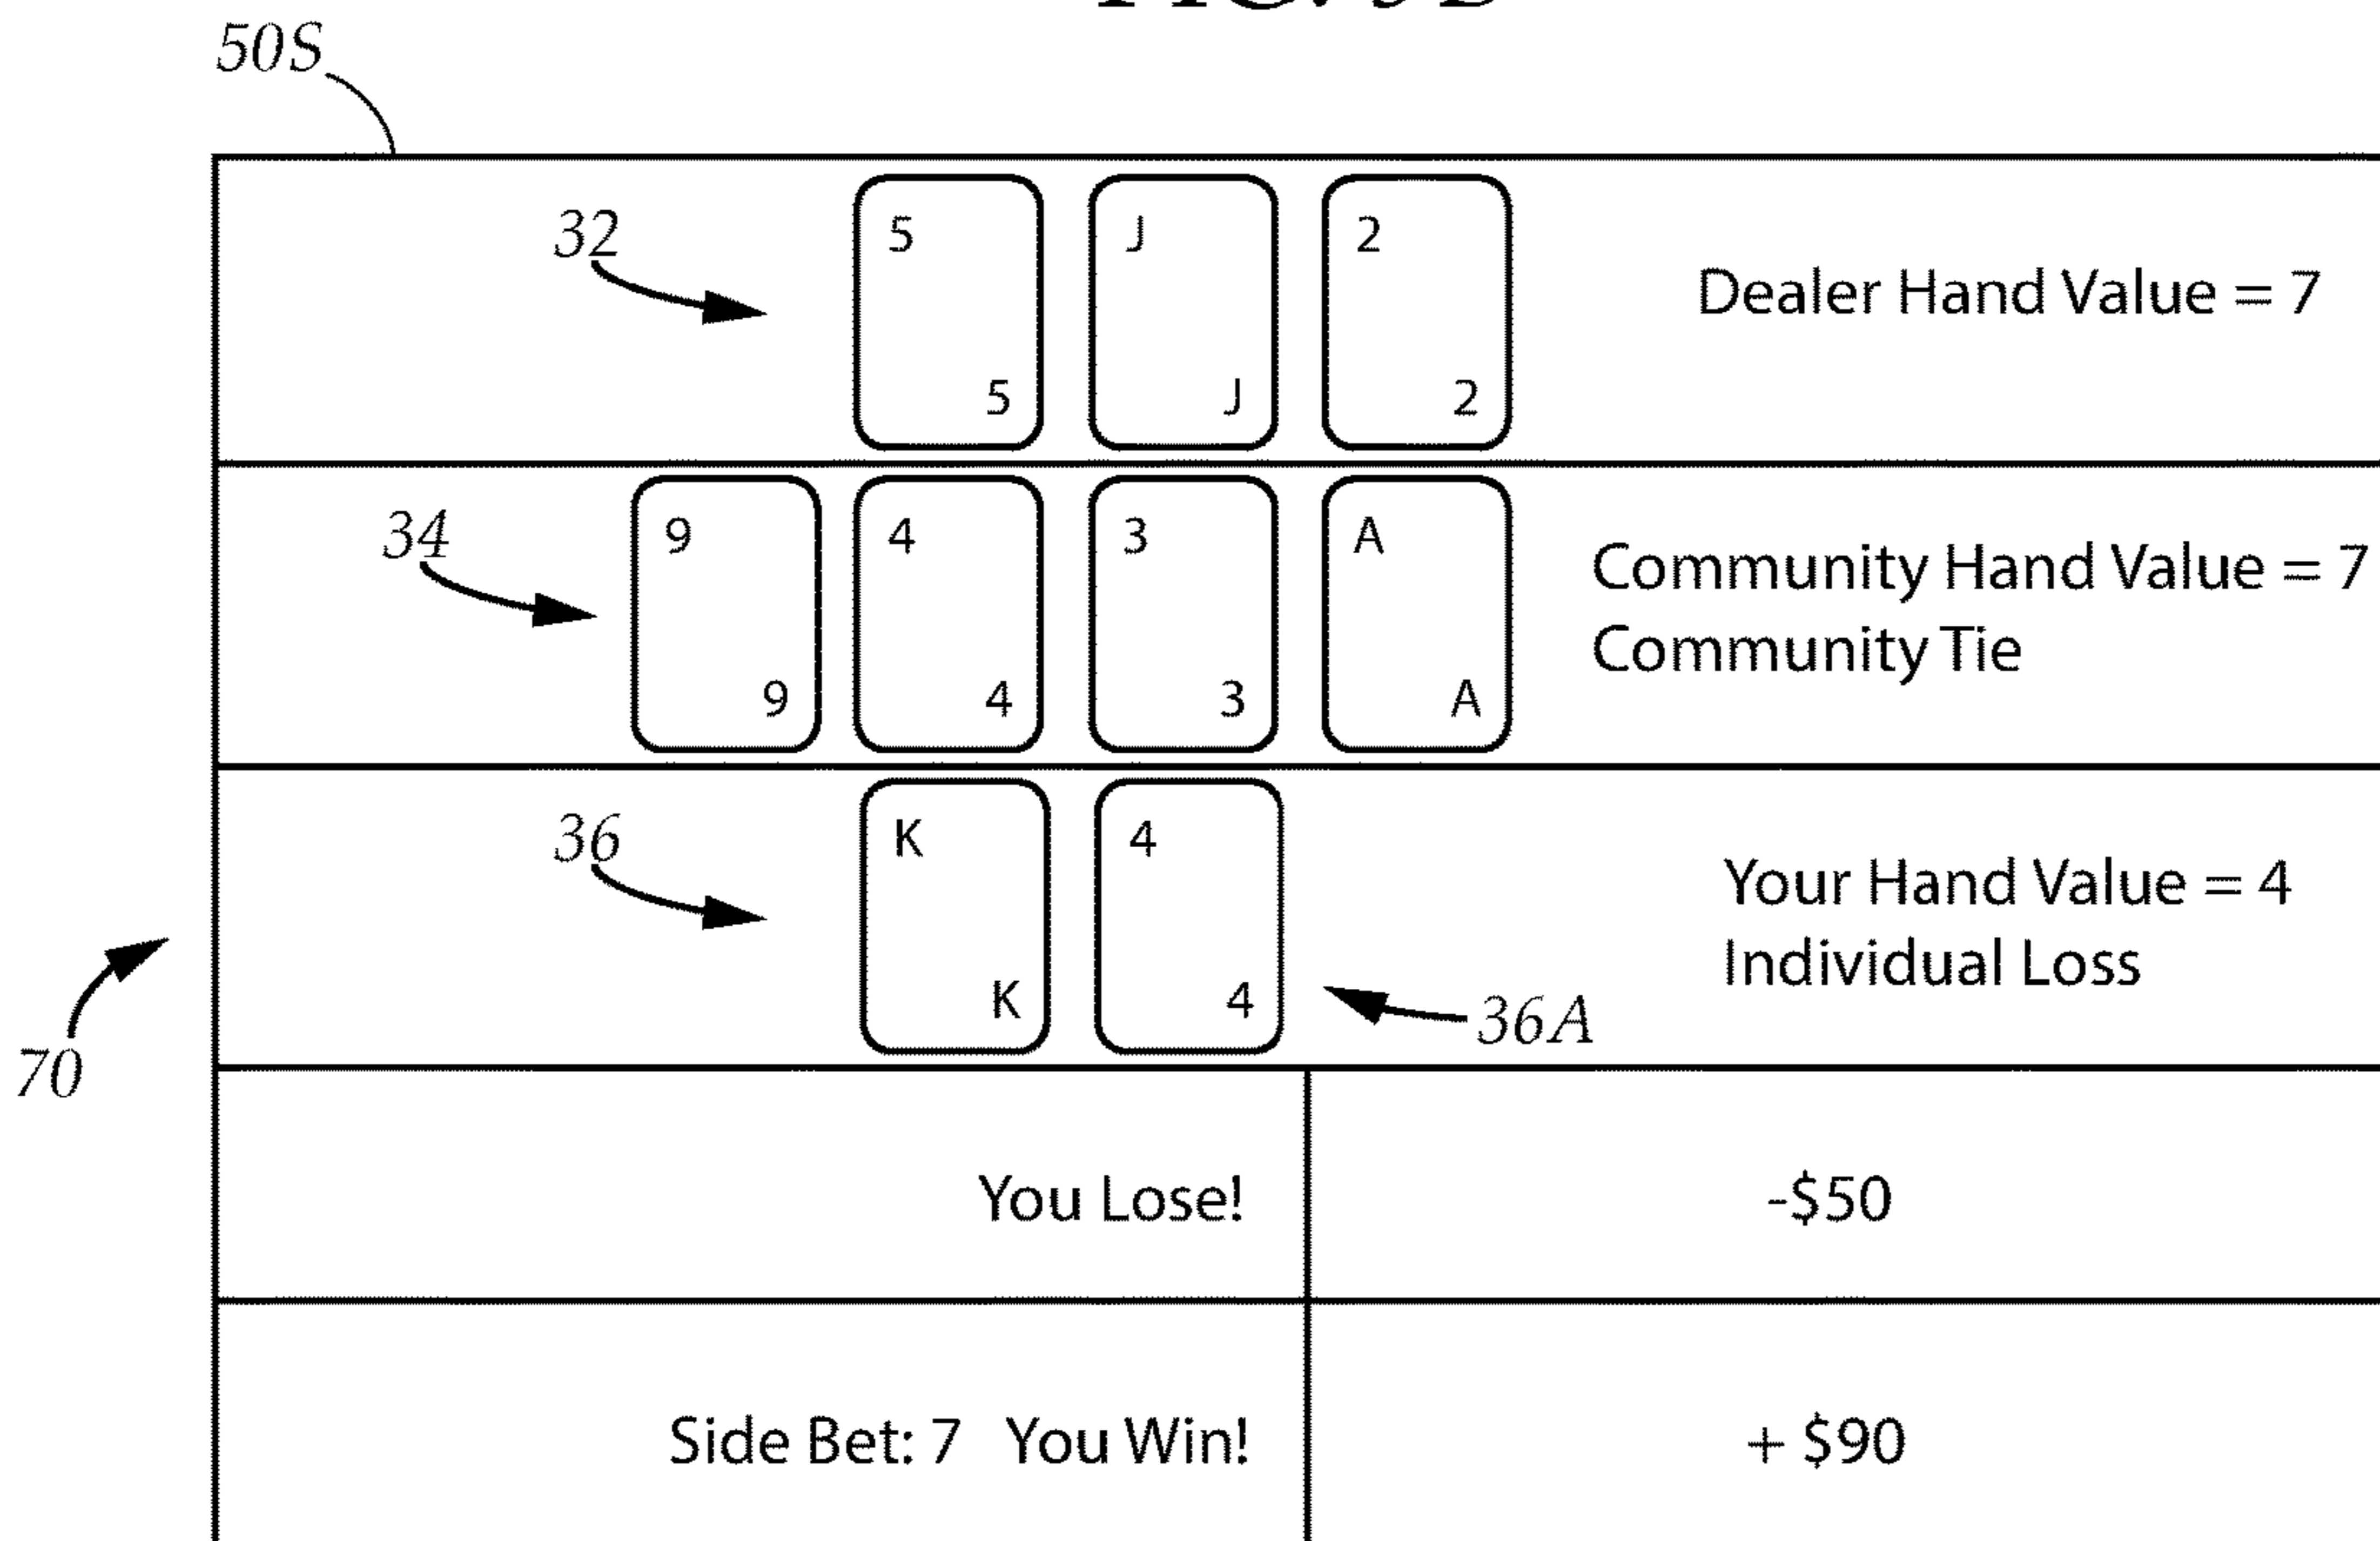 50S
32
5 J 2
5 J 2
Dealer Hand Value = 7
34
9 4 3 A
9 4 3 A
Community Hand Value = 7
Community Tie
36
K 4
K 4
36A
Your Hand Value = 4
Individual Loss
70
You Lose!
-$50
Side Bet: 7 You Win!
+ $90